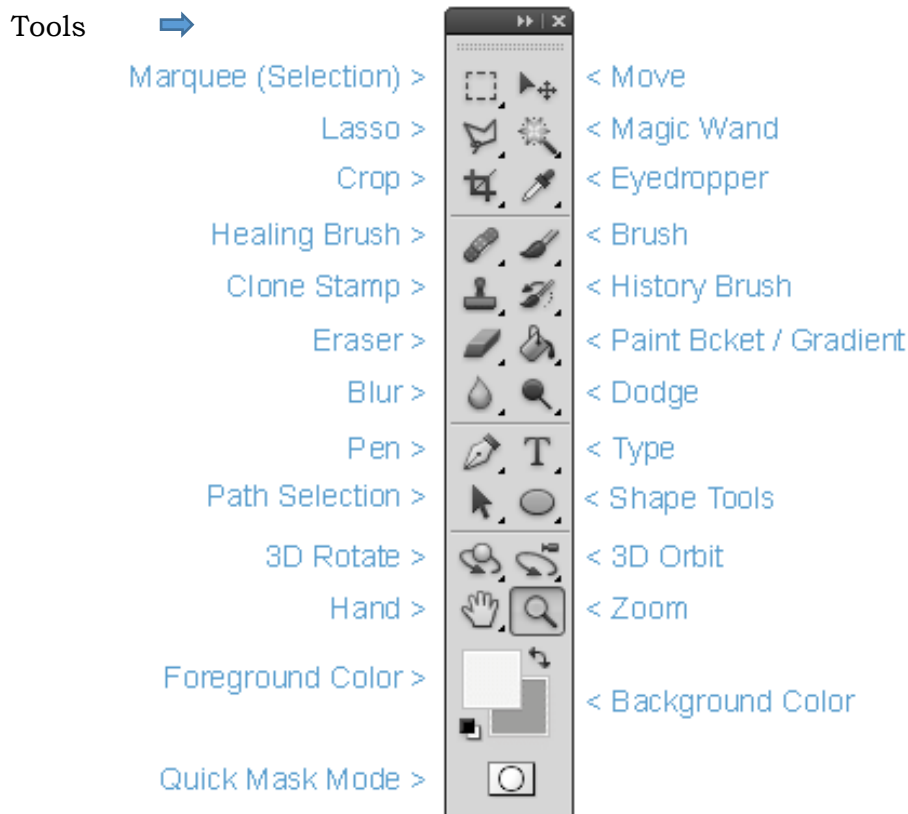 Tools
Marquee (Selection) > < Move
Lasso > < Magic Wand
Crop > < Eyedropper
Healing Brush > < Brush
Clone Stamp > < History Brush
Eraser > < Paint Bcket / Gradient
Blur > < Dodge
Pen > T < Type
Path Selection > < Shape Tools
3D Rotate > < 3D Orbit
Hand > < Zoom
Foreground Color >
< Background Color
Quick Mask Mode >